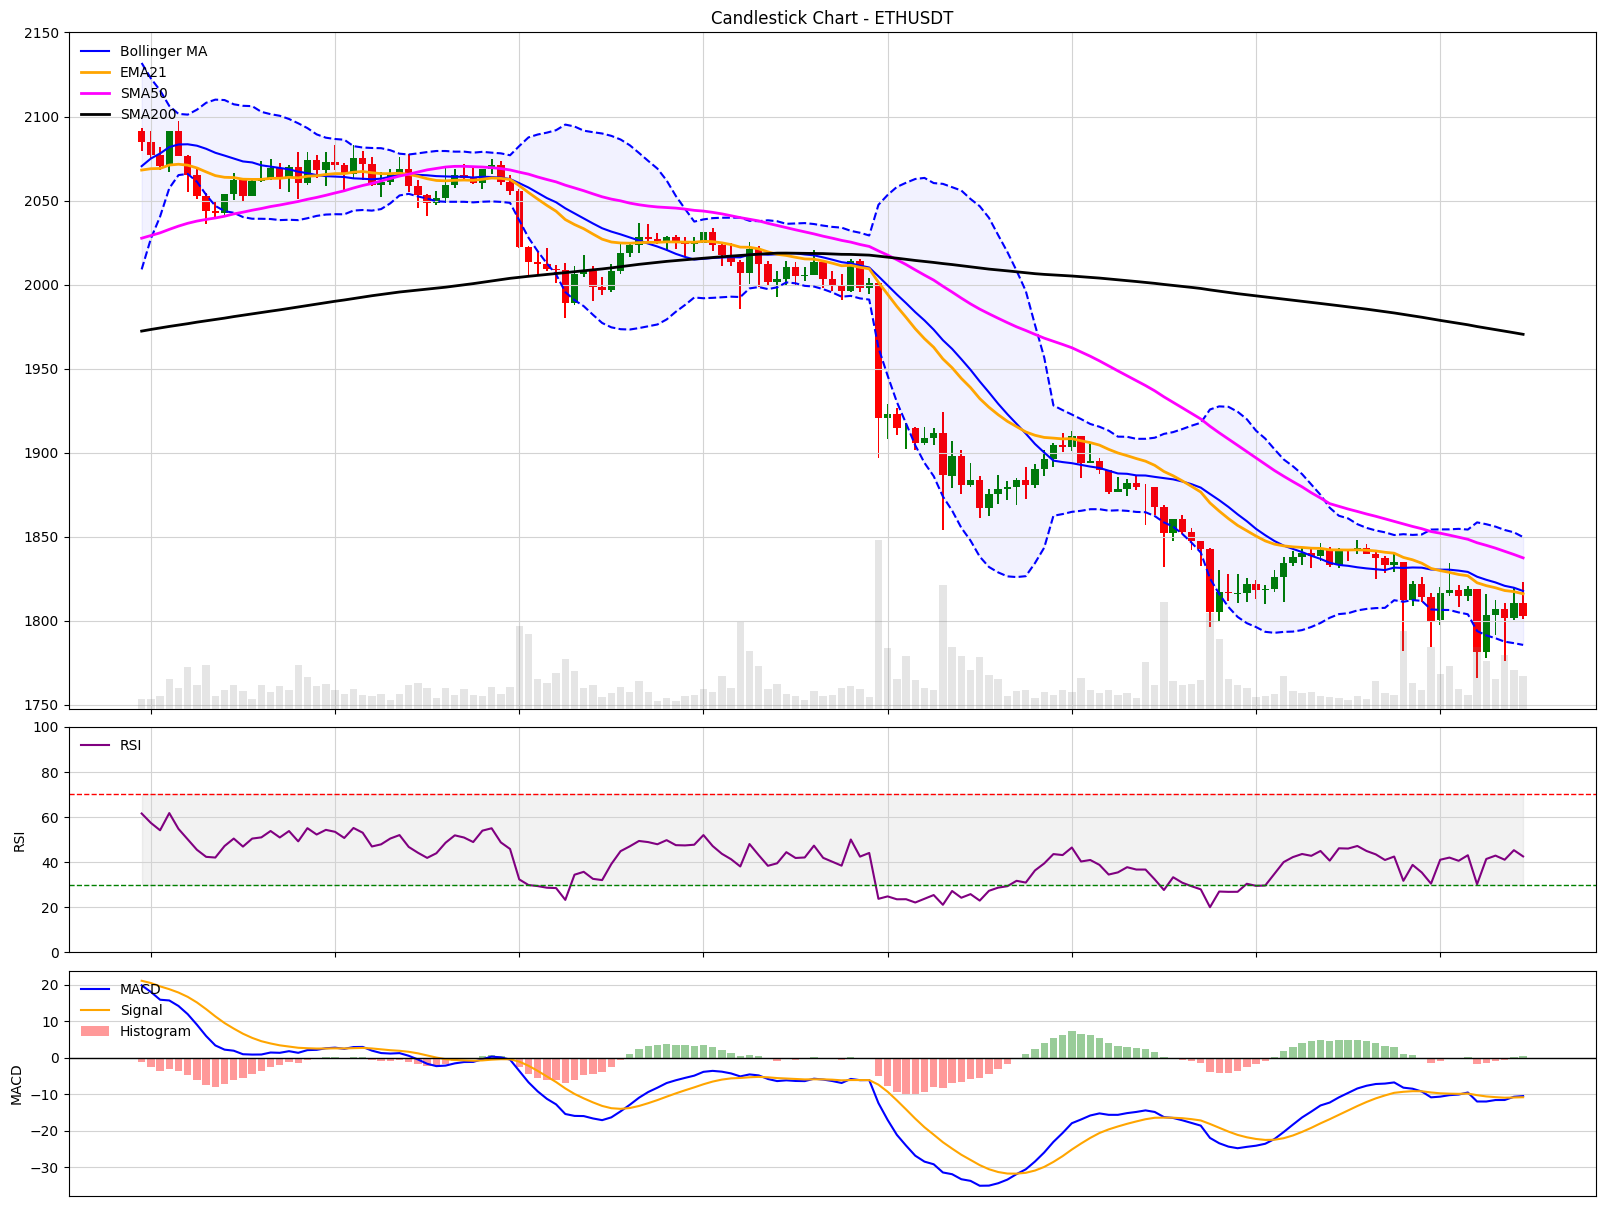 Candlestick Chart - ETHUSDT
2150
2100
2050
2000
1950
1900
1850
1800
1750
Bollinger MA
EMA21
SMA50
SMA200
100
80
60
40
20
0
RSI
RSI
20
10
0
−10
−20
−30
MACD
MACD
Signal
Histogram